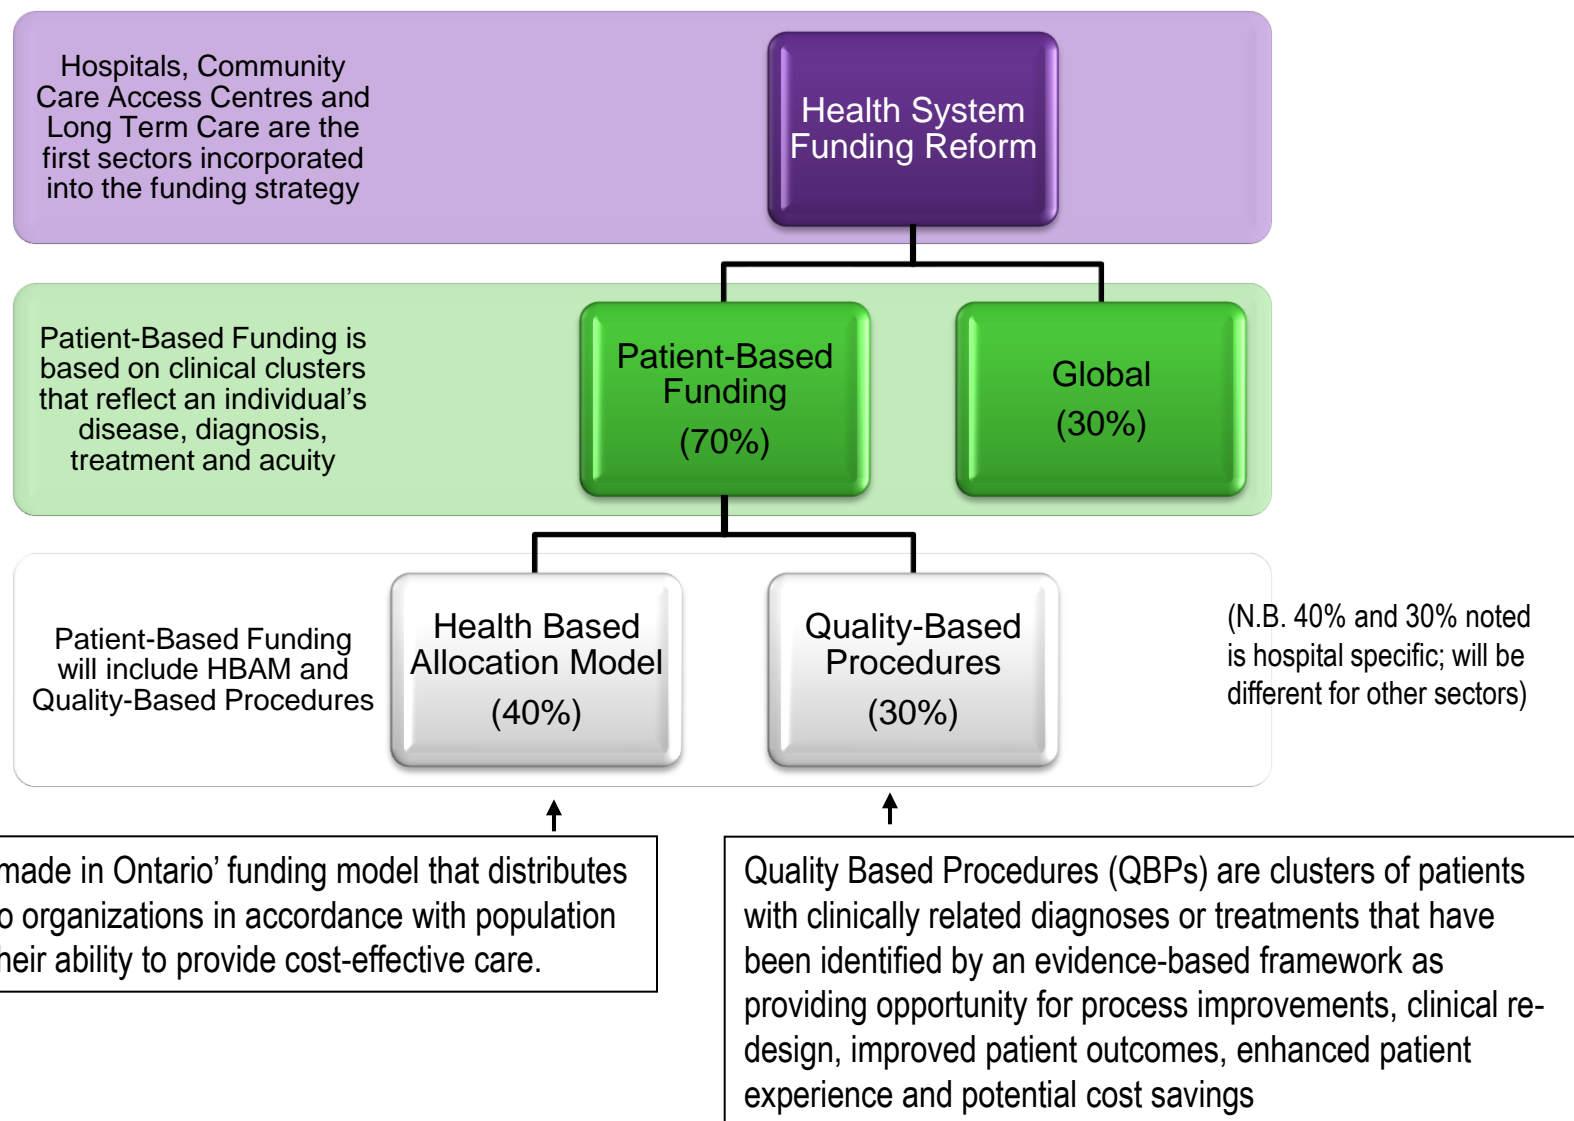 Hospitals, Community
Care Access Centres and
Long Term Care are the
first sectors incorporated
into the funding strategy
Health System
Funding Reform
Patient-Based Funding is
based on clinical clusters
that reflect an individual’s
disease, diagnosis,
treatment and acuity
Patient-Based
Funding
(70%)
Global
(30%)
Patient-Based Funding
will include HBAM and
Quality-Based Procedures
Health Based
Allocation Model
(40%)
Quality-Based
Procedures
(30%)
(N.B. 40% and 30% noted
is hospital specific; will be
different for other sectors)
made in Ontario’ funding model that distributes
organizations in accordance with population
their ability to provide cost-effective care.
Quality Based Procedures (QBPs) are clusters of patients
with clinically related diagnoses or treatments that have
been identified by an evidence-based framework as
providing opportunity for process improvements, clinical re-
design, improved patient outcomes, enhanced patient
experience and potential cost savings